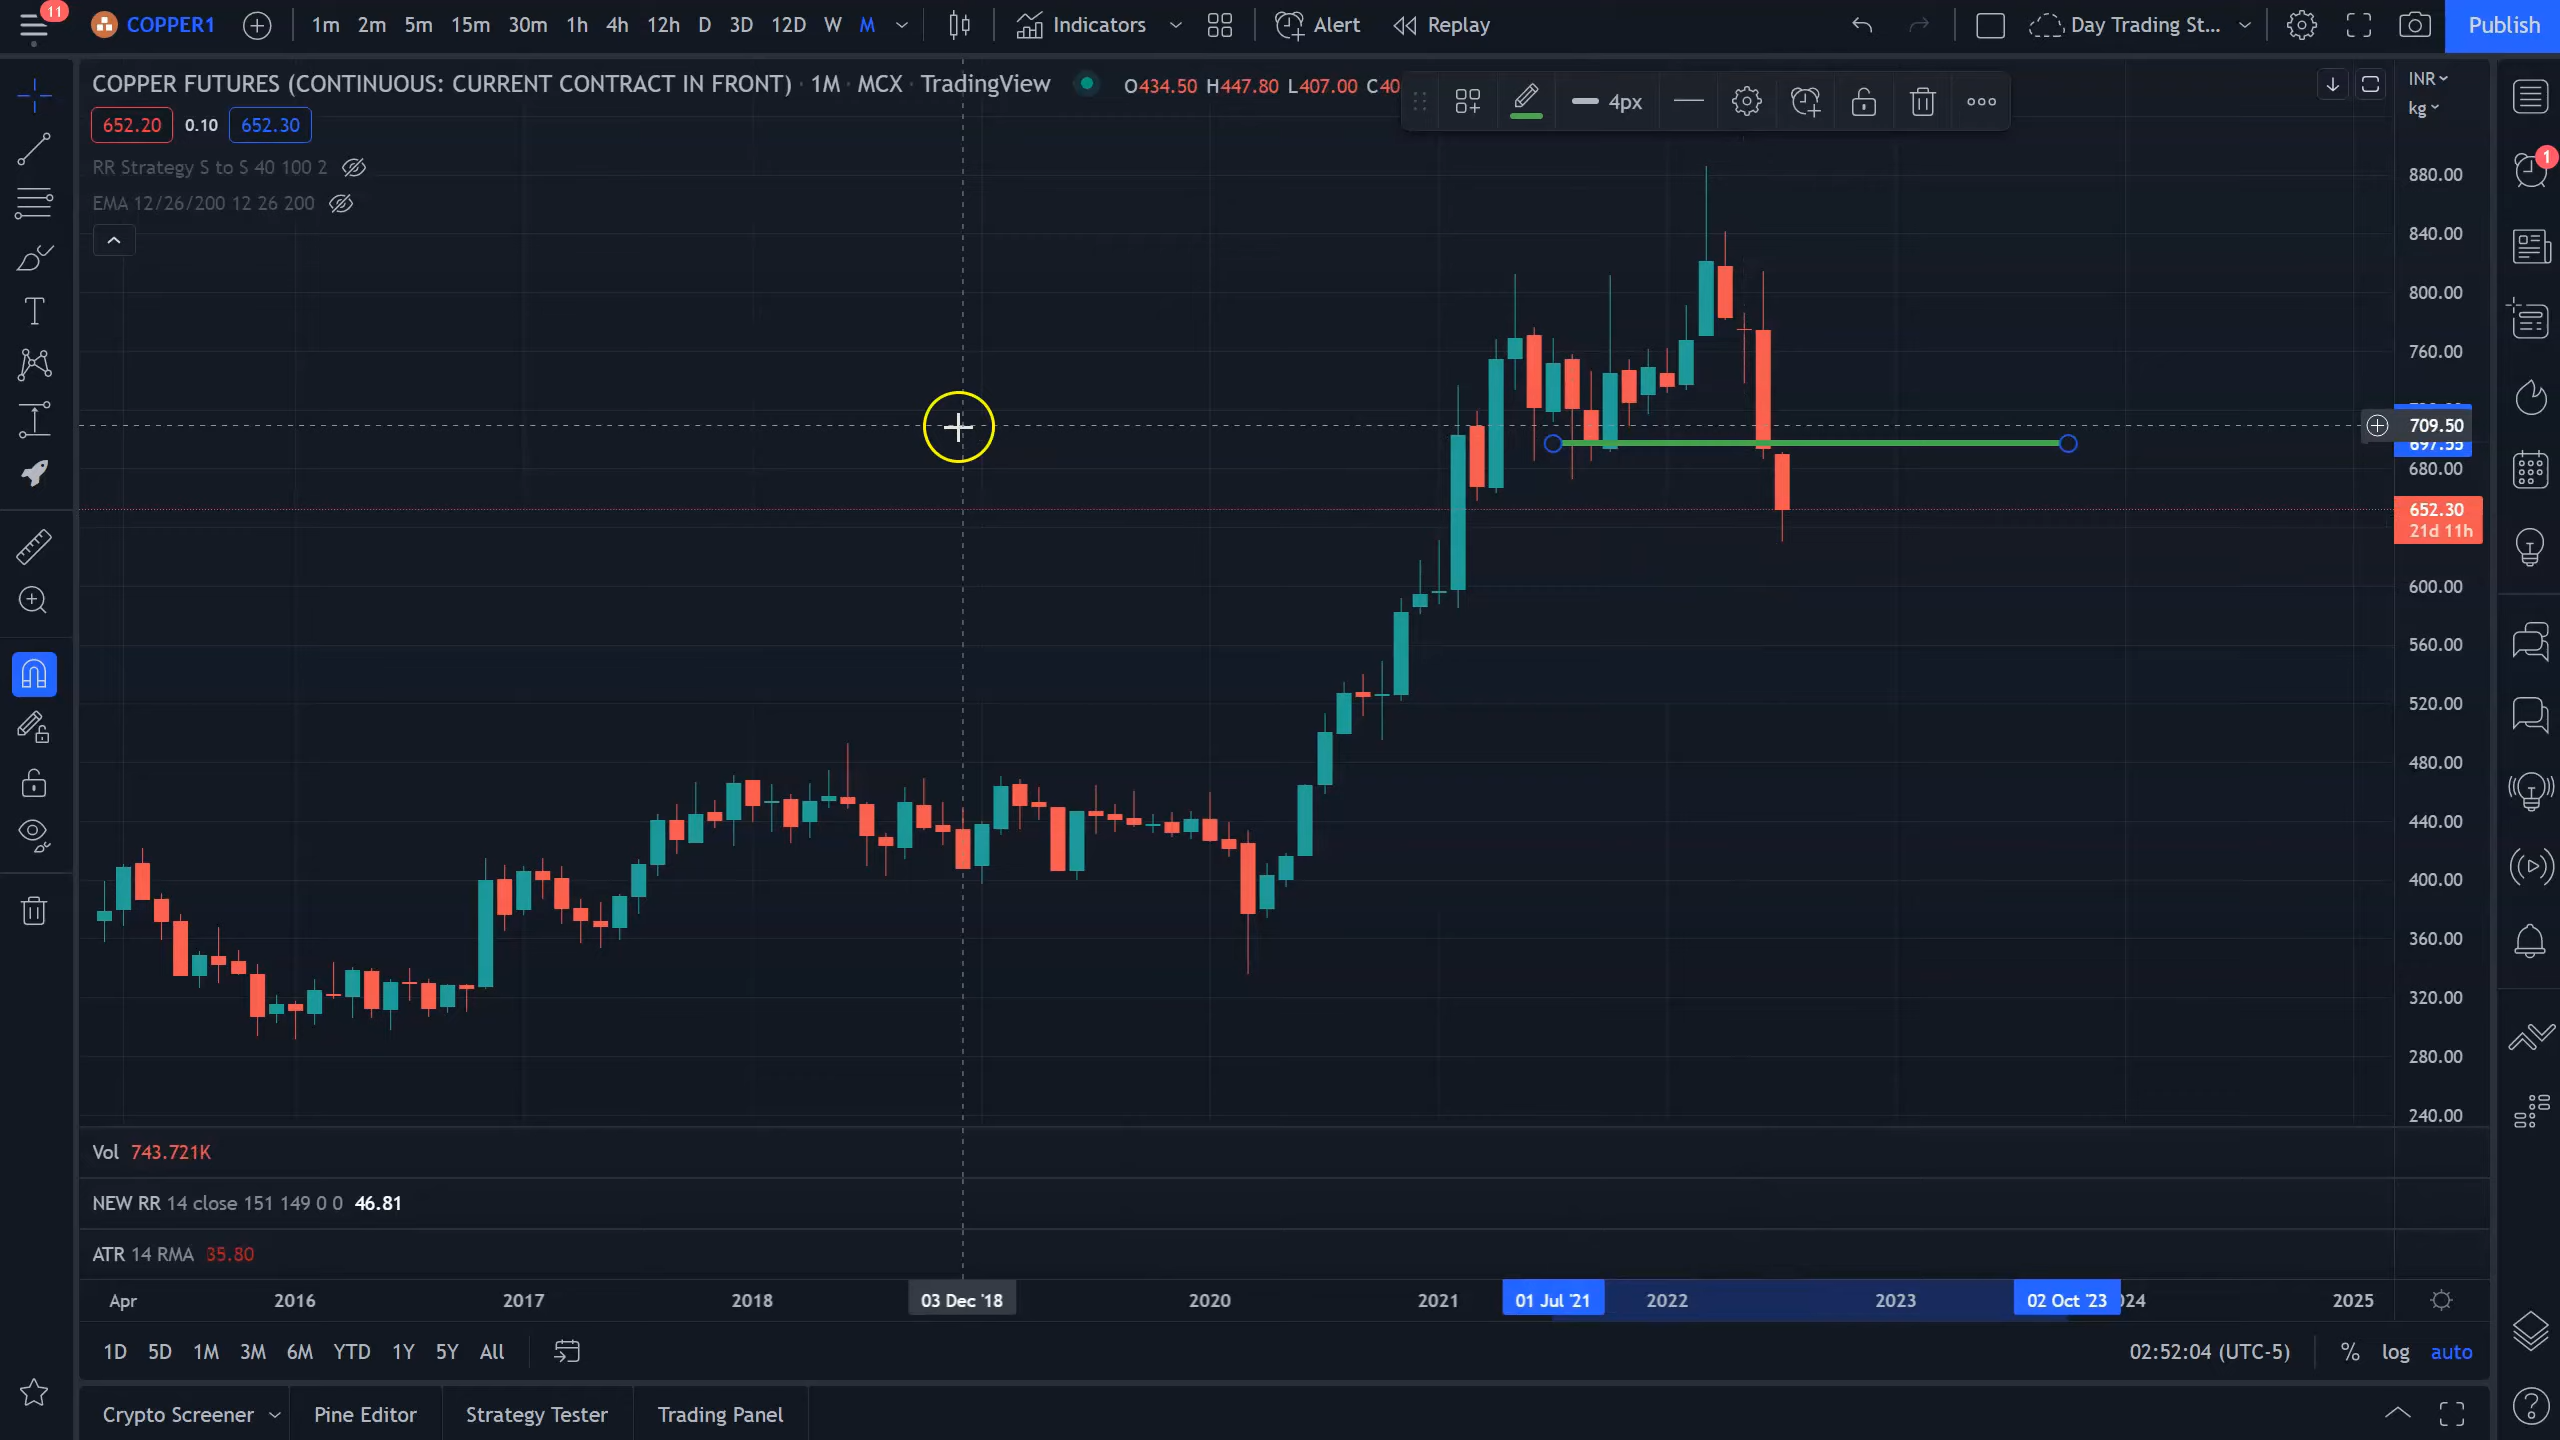 11
COPPER1
1m 2m 5m 15m 30m 1h 4h 12h D 3D 12D W M
Indicators
Alert
Replay
Day Trading St...
Publish
COPPER FUTURES (CONTINUOUS: CURRENT CONTRACT IN FRONT) · 1M · MCX · TradingView
O434.50 H447.80 L407.00 C40
4px
INR
kg
652.20 0.10 652.30
RR Strategy S to S 40 100 2
EMA 12/26/200 12 26 200
1
880.00
840.00
800.00
760.00
709.50
697.55
680.00
652.30
21d 11h
600.00
560.00
520.00
480.00
440.00
400.00
360.00
320.00
280.00
240.00
Vol 743.721K
NEW RR 14 close 151 149 0 0 46.81
ATR 14 RMA 35.80
Apr 2016 2017 2018 03 Dec '18 2020 2021 01 Jul '21 2022 2023 02 Oct '23 024 2025
1D 5D 1M 3M 6M YTD 1Y 5Y All
02:52:04 (UTC-5) % log auto
Crypto Screener Pine Editor Strategy Tester Trading Panel